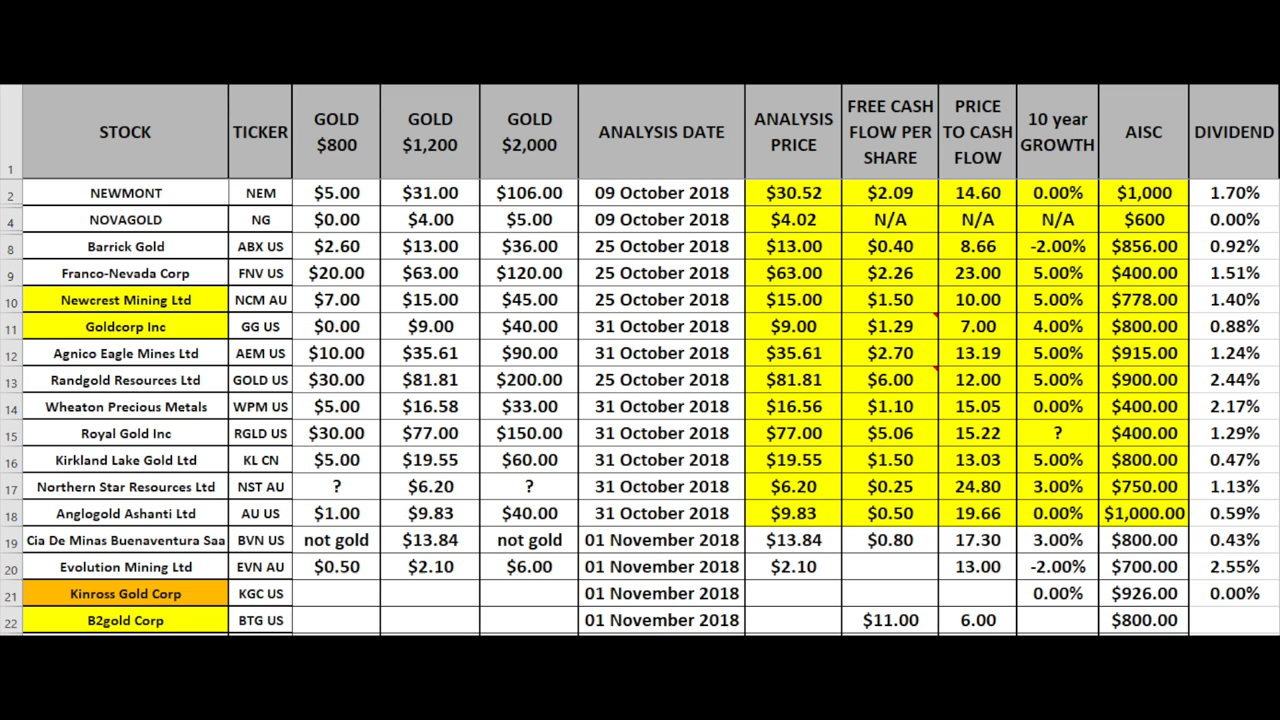 1 STOCK TICKER GOLD $800 GOLD $1,200 GOLD $2,000 ANALYSIS DATE ANALYSIS PRICE FREE CASH FLOW PER SHARE PRICE TO CASH FLOW 10 year GROWTH AISC DIVIDEND
2 NEWMONT NEM $5.00 $31.00 $106.00 09 October 2018 $30.52 $2.09 14.60 0.00% $1,000 1.70%
4 NOVAGOLD NG $0.00 $4.00 $5.00 09 October 2018 $4.02 N/A N/A N/A $600 0.00%
8 Barrick Gold ABX US $2.60 $13.00 $36.00 25 October 2018 $13.00 $0.40 8.66 -2.00% $856.00 0.92%
9 Franco-Nevada Corp FNV US $20.00 $63.00 $120.00 25 October 2018 $63.00 $2.26 23.00 5.00% $400.00 1.51%
10 Newcrest Mining Ltd NCM AU $7.00 $15.00 $45.00 25 October 2018 $15.00 $1.50 10.00 5.00% $778.00 1.40%
11 Goldcorp Inc GG US $0.00 $9.00 $40.00 31 October 2018 $9.00 $1.29 7.00 4.00% $800.00 0.88%
12 Agnico Eagle Mines Ltd AEM US $10.00 $35.61 $90.00 31 October 2018 $35.61 $2.70 13.19 5.00% $915.00 1.24%
13 Randgold Resources Ltd GOLD US $30.00 $81.81 $200.00 25 October 2018 $81.81 $6.00 12.00 5.00% $900.00 2.44%
14 Wheaton Precious Metals WPM US $5.00 $16.58 $33.00 31 October 2018 $16.56 $1.10 15.05 0.00% $400.00 2.17%
15 Royal Gold Inc RGLD US $30.00 $77.00 $150.00 31 October 2018 $77.00 $5.06 15.22 ? $400.00 1.29%
16 Kirkland Lake Gold Ltd KL CN $5.00 $19.55 $60.00 31 October 2018 $19.55 $1.50 13.03 5.00% $800.00 0.47%
17 Northern Star Resources Ltd NST AU ? $6.20 ? 31 October 2018 $6.20 $0.25 24.80 3.00% $750.00 1.13%
18 Anglogold Ashanti Ltd AU US $1.00 $9.83 $40.00 31 October 2018 $9.83 $0.50 19.66 0.00% $1,000.00 0.59%
19 Cia De Minas Buenaventura Saa BVN US not gold $13.84 not gold 01 November 2018 $13.84 $0.80 17.30 3.00% $800.00 0.43%
20 Evolution Mining Ltd EVN AU $0.50 $2.10 $6.00 01 November 2018 $2.10 13.00 -2.00% $700.00 2.55%
21 Kinross Gold Corp KGC US 01 November 2018 0.00% $926.00 0.00%
22 B2gold Corp BTG US 01 November 2018 $11.00 6.00 $800.00